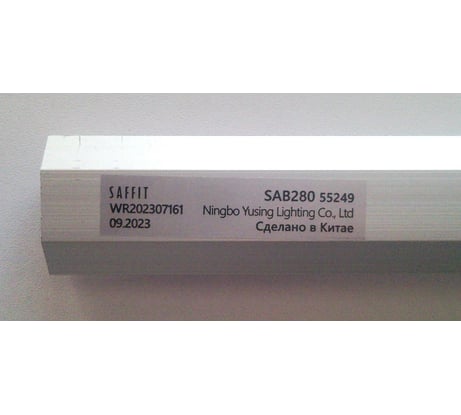 SAFFIT
WR202307161
09.2023
SAB280 55249
Ningbo Yusing Lighting Co., Ltd
Сделано в Китае